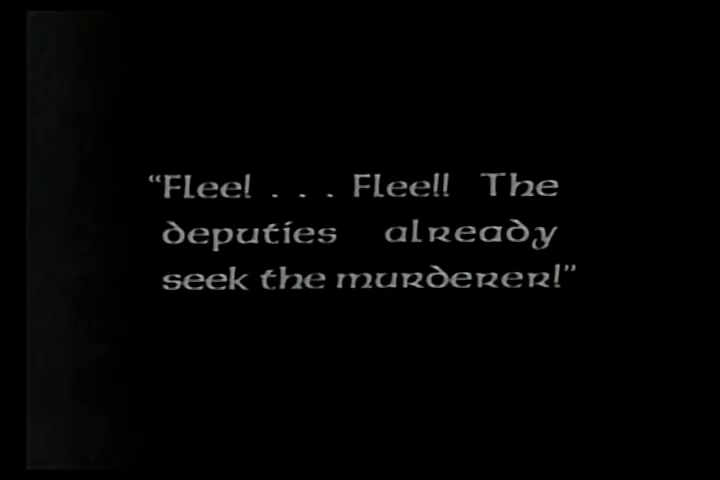 “Flee! . . . Flee!! The
deputies already
seek the murderer!”